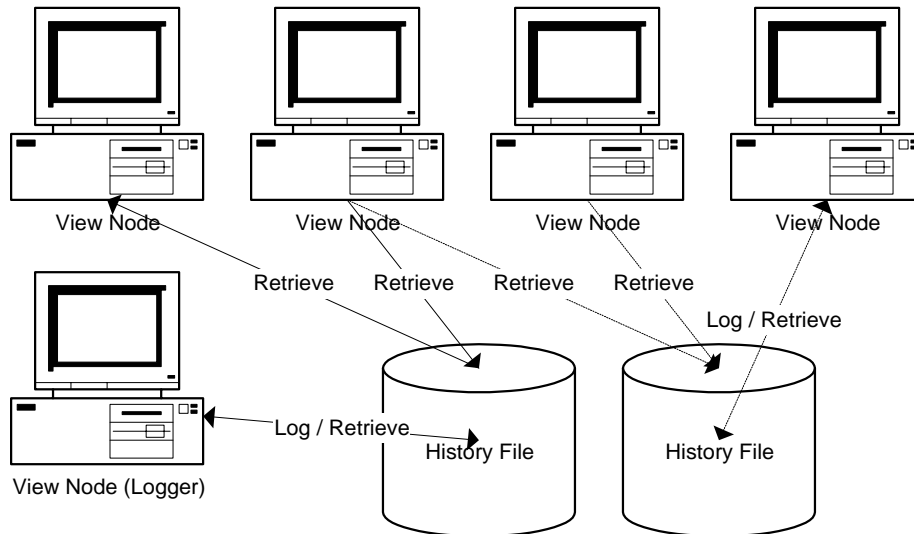 View Node
View Node
View Node
View Node
Retrieve
Retrieve
Retrieve
Retrieve
Log / Retrieve
Log / Retrieve
History File
History File
View Node (Logger)